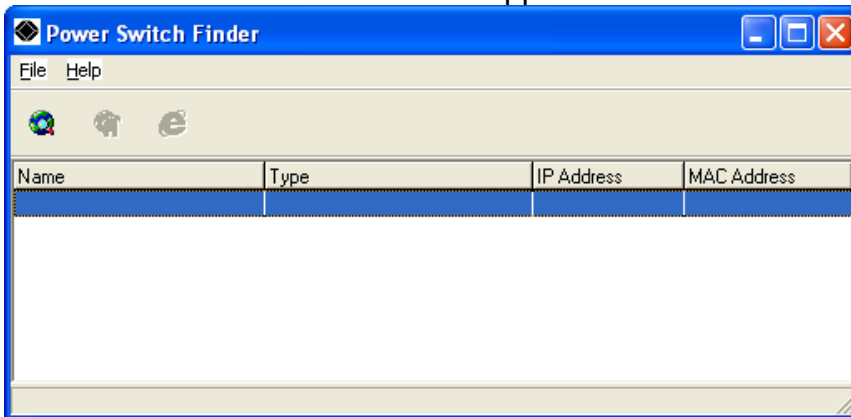 Power Switch Finder
File Help
Name Type IP Address MAC Address